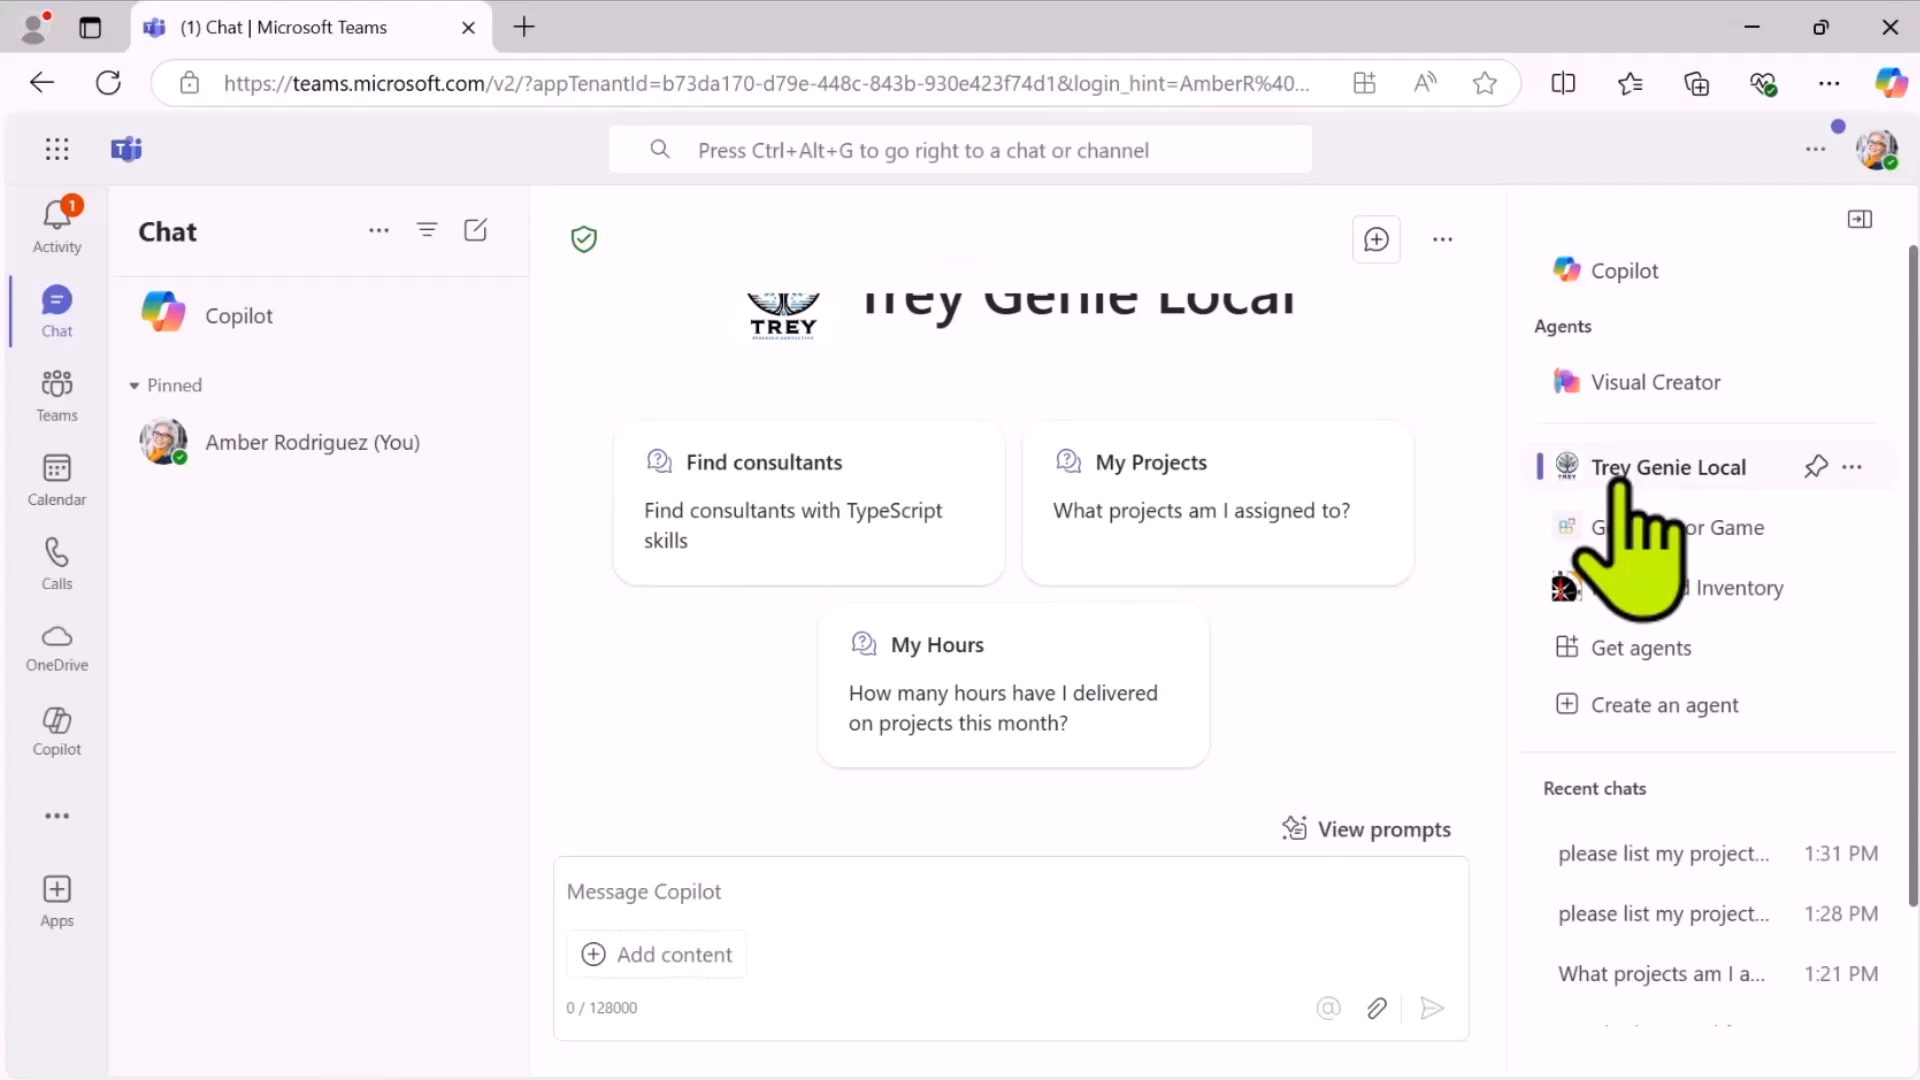 (1) Chat | Microsoft Teams
https://teams.microsoft.com/v2/?appTenantId=b73da170-d79e-448c-843b-930e423f74d1&login_hint=AmberR%40...
Press Ctrl+Alt+G to go right to a chat or channel
1
Activity
Chat
Teams
Calendar
Calls
OneDrive
Copilot
Apps
Chat
Copilot
Pinned
Amber Rodriguez (You)
TREY
Trey Genie Local
Find consultants
Find consultants with TypeScript
skills
My Projects
What projects am I assigned to?
My Hours
How many hours have I delivered
on projects this month?
View prompts
Message Copilot
Add content
0 / 128000
Copilot
Agents
Visual Creator
Trey Genie Local
Game
Inventory
Get agents
Create an agent
Recent chats
please list my project... 1:31 PM
please list my project... 1:28 PM
What projects am I a... 1:21 PM